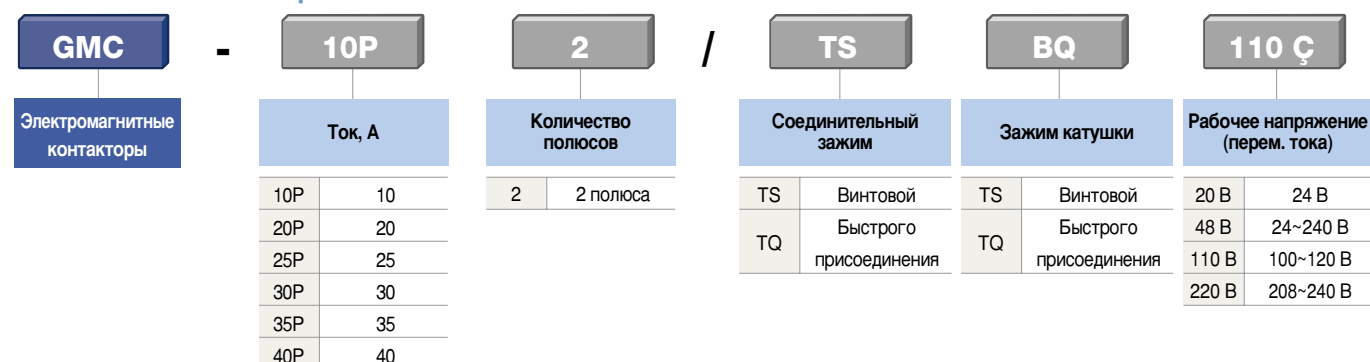 GMC - 10P 2 / TS BQ 110 Ç
Электромагнитные контакторы
Ток, А
10P 10
20P 20
25P 25
30P 30
35P 35
40P 40
Количество полюсов
2 2 полюса
Соединительный зажим
TS Винтовой
TQ Быстрого присоединения
Зажим катушки
TS Винтовой
TQ Быстрого присоединения
Рабочее напряжение (перем. тока)
20 В 24 В
48 В 24~240 В
110 В 100~120 В
220 В 208~240 В